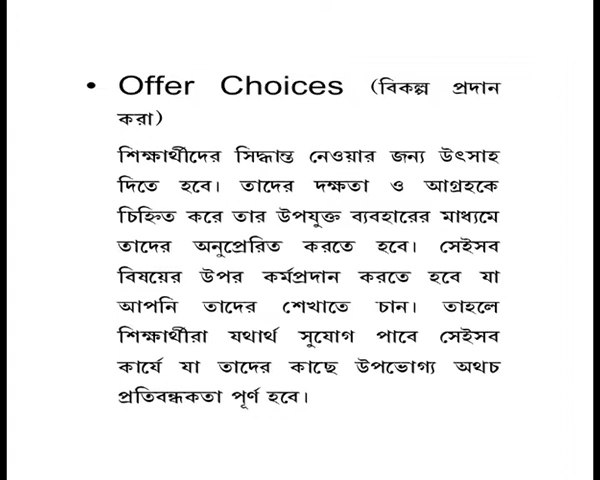 • Offer Choices (বিকল্প প্রদান
করা)
শিক্ষার্থীদের সিদ্ধান্ত নেওয়ার জন্য উৎসাহ
দিতে হবে। তাদের দক্ষতা ও আগ্রহকে
চিহ্নিত করে তার উপযুক্ত ব্যবহারের মাধ্যমে
তাদের অনুপ্রেরিত করতে হবে। সেইসব
বিষয়ের উপর কর্মপ্রদান করতে হবে যা
আপনি তাদের শেখাতে চান। তাহলে
শিক্ষার্থীরা যথার্থ সুযোগ পাবে সেইসব
কার্যে যা তাদের কাছে উপভোগ্য অথচ
প্রতিবন্ধকতা পূর্ণ হবে।